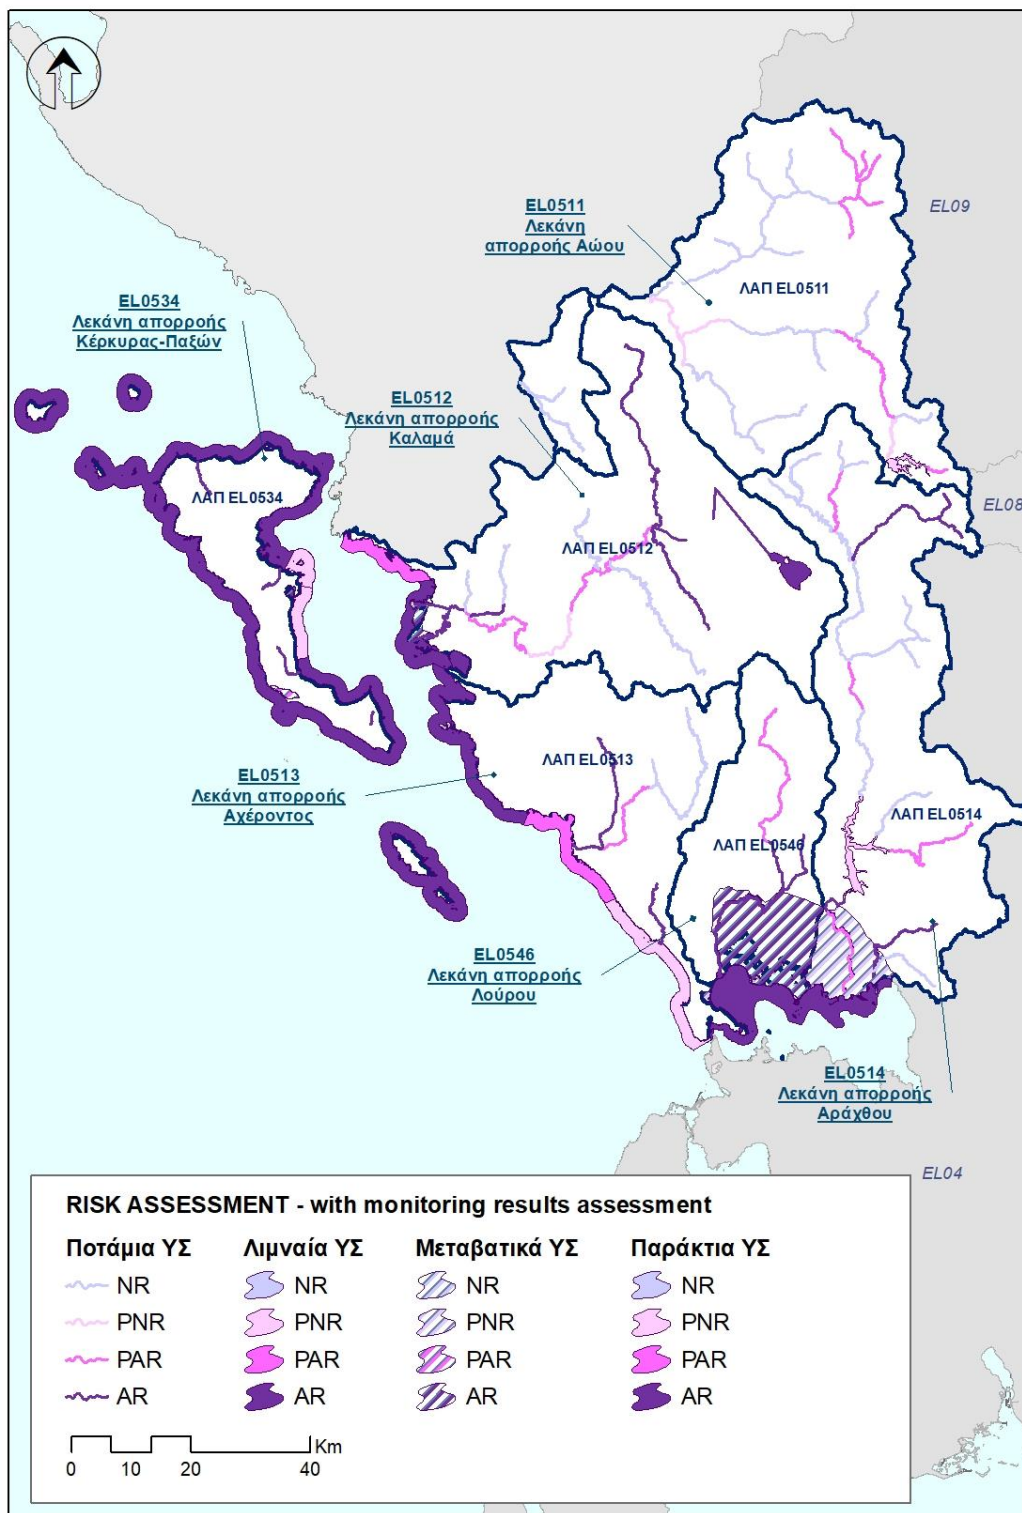 EL09
EL0511
Λεκάνη
απορροής Αώου
ΛΑΠ EL0511
EL0534
Λεκάνη απορροής
Κέρκυρας-Παξών
EL0512
Λεκάνη απορροής
Καλαμά
ΛΑΠ EL0534
EL08
ΛΑΠ EL0512
ΛΑΠ EL0513
EL0513
Λεκάνη απορροής
Αχέροντος
ΛΑΠ EL0514
ΛΑΠ EL0546
EL0546
Λεκάνη απορροής
Λούρου
EL0514
Λεκάνη απορροής
Αράχθου
EL04
RISK ASSESSMENT - with monitoring results assessment
Ποτάμια ΥΣ Λιμναία ΥΣ Μεταβατικά ΥΣ Παράκτια ΥΣ
NR NR NR NR
PNR PNR PNR PNR
PAR PAR PAR PAR
AR AR AR AR
Km
0 10 20 40